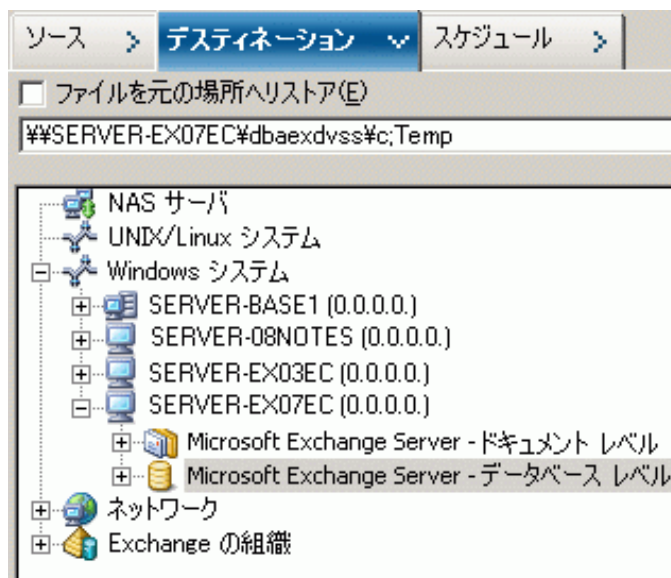 ソース > デスティネーション スケジュール >
ファイルを元の場所へリストア(E)
¥¥SERVER-EX07EC¥dbaexdvss¥c;Temp
NAS サーバ
UNIX/Linux システム
Windows システム
SERVER-BASE1 (0.0.0.0.)
SERVER-08NOTES (0.0.0.0.)
SERVER-EX03EC (0.0.0.0.)
SERVER-EX07EC (0.0.0.0.)
Microsoft Exchange Server - ドキュメント レベル
Microsoft Exchange Server - データベース レベル
ネットワーク
Exchange の組織